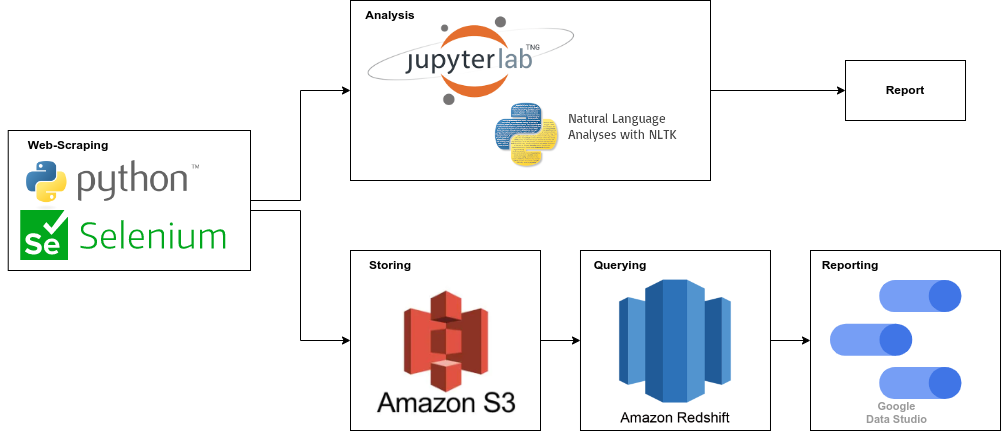 Analysis
jupyterlab TNG
Natural Language
Analyses with NLTK
Report
Web-Scraping
python™
Se Selenium
Storing
Amazon S3
Querying
Amazon Redshift
Reporting
Google
Data Studio